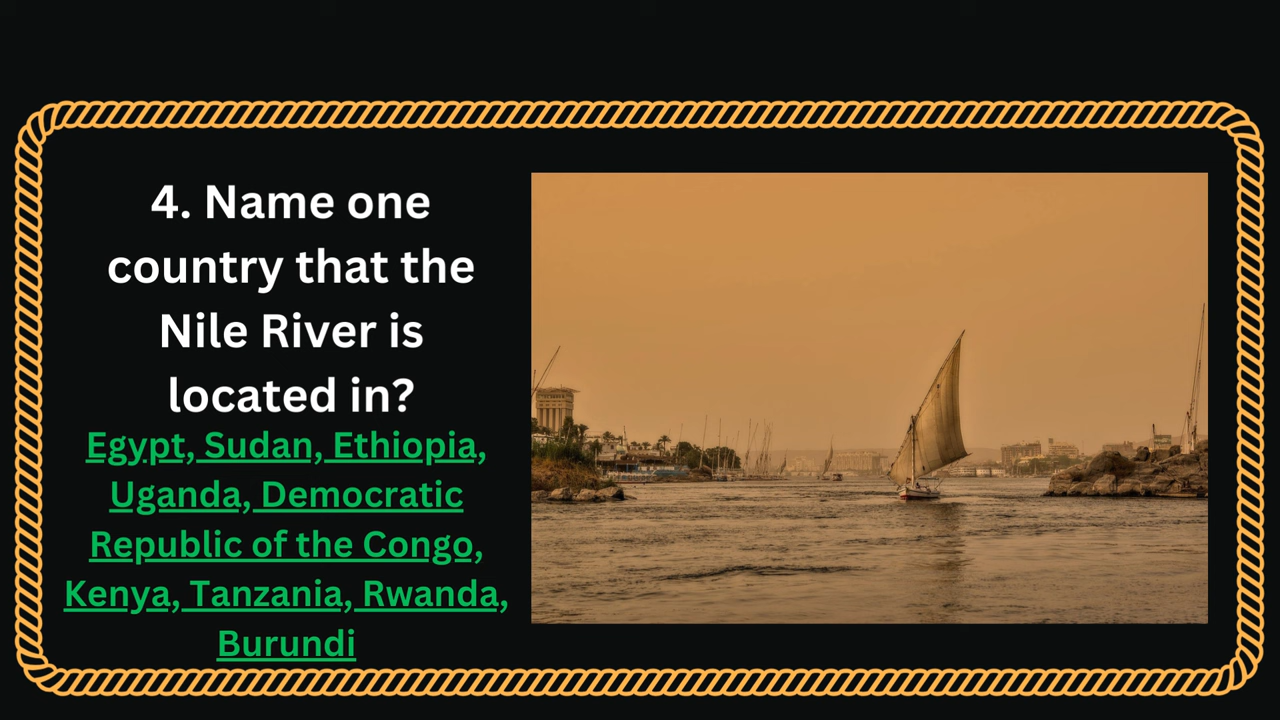 4. Name one
country that the
Nile River is
located in?
Egypt, Sudan, Ethiopia,
Uganda, Democratic
Republic of the Congo,
Kenya, Tanzania, Rwanda,
Burundi